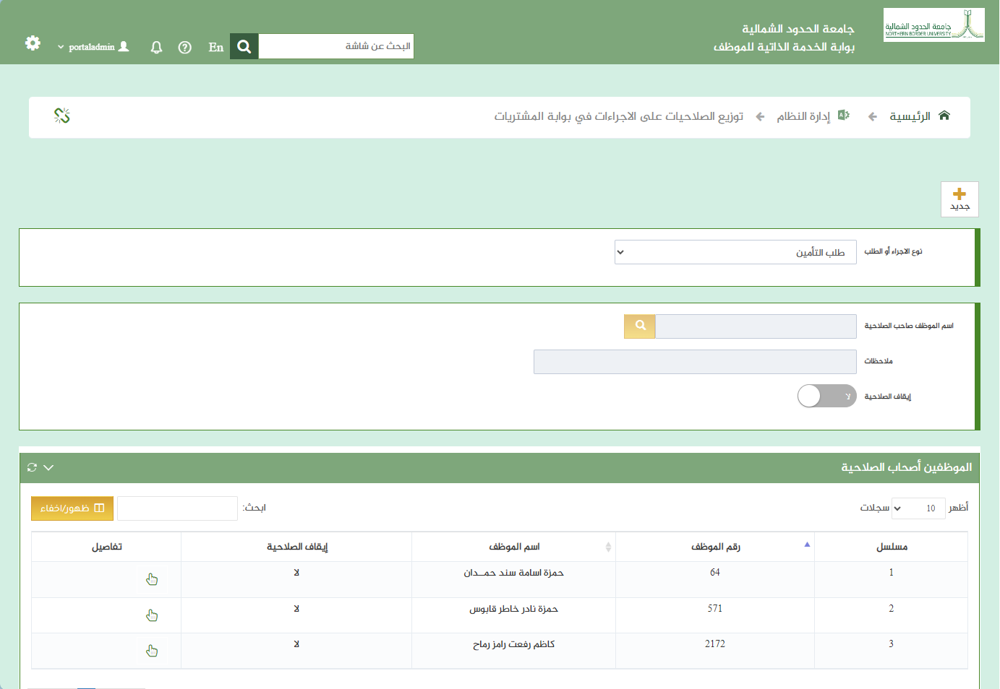 جامعة الحدود الشمالية
NORTHERN BORDER UNIVERSITY
جامعة الحدود الشمالية
بوابة الخدمة الذاتية للموظف
البحث عن شاشة
En
portaladmin
الرئيسية
إدارة النظام
توزيع الصلاحيات على الاجراءات في بوابة المشتريات
جديد
نوع الاجراء أو الطلب
طلب التأمين
اسم الموظف صاحب الصلاحية
ملاحظات
إيقاف الصلاحية
لا
الموظفين أصحاب الصلاحية
أظهر 10 سجلات
ابحث:
ظهور/اخفاء
مسلسل رقم الموظف اسم الموظف إيقاف الصلاحية تفاصيل
1 64 حمزة اسامة سند حمــدان لا
2 571 حمزة نادر خاطر قابوس لا
3 2172 كاظم رفعت رامز رماح لا